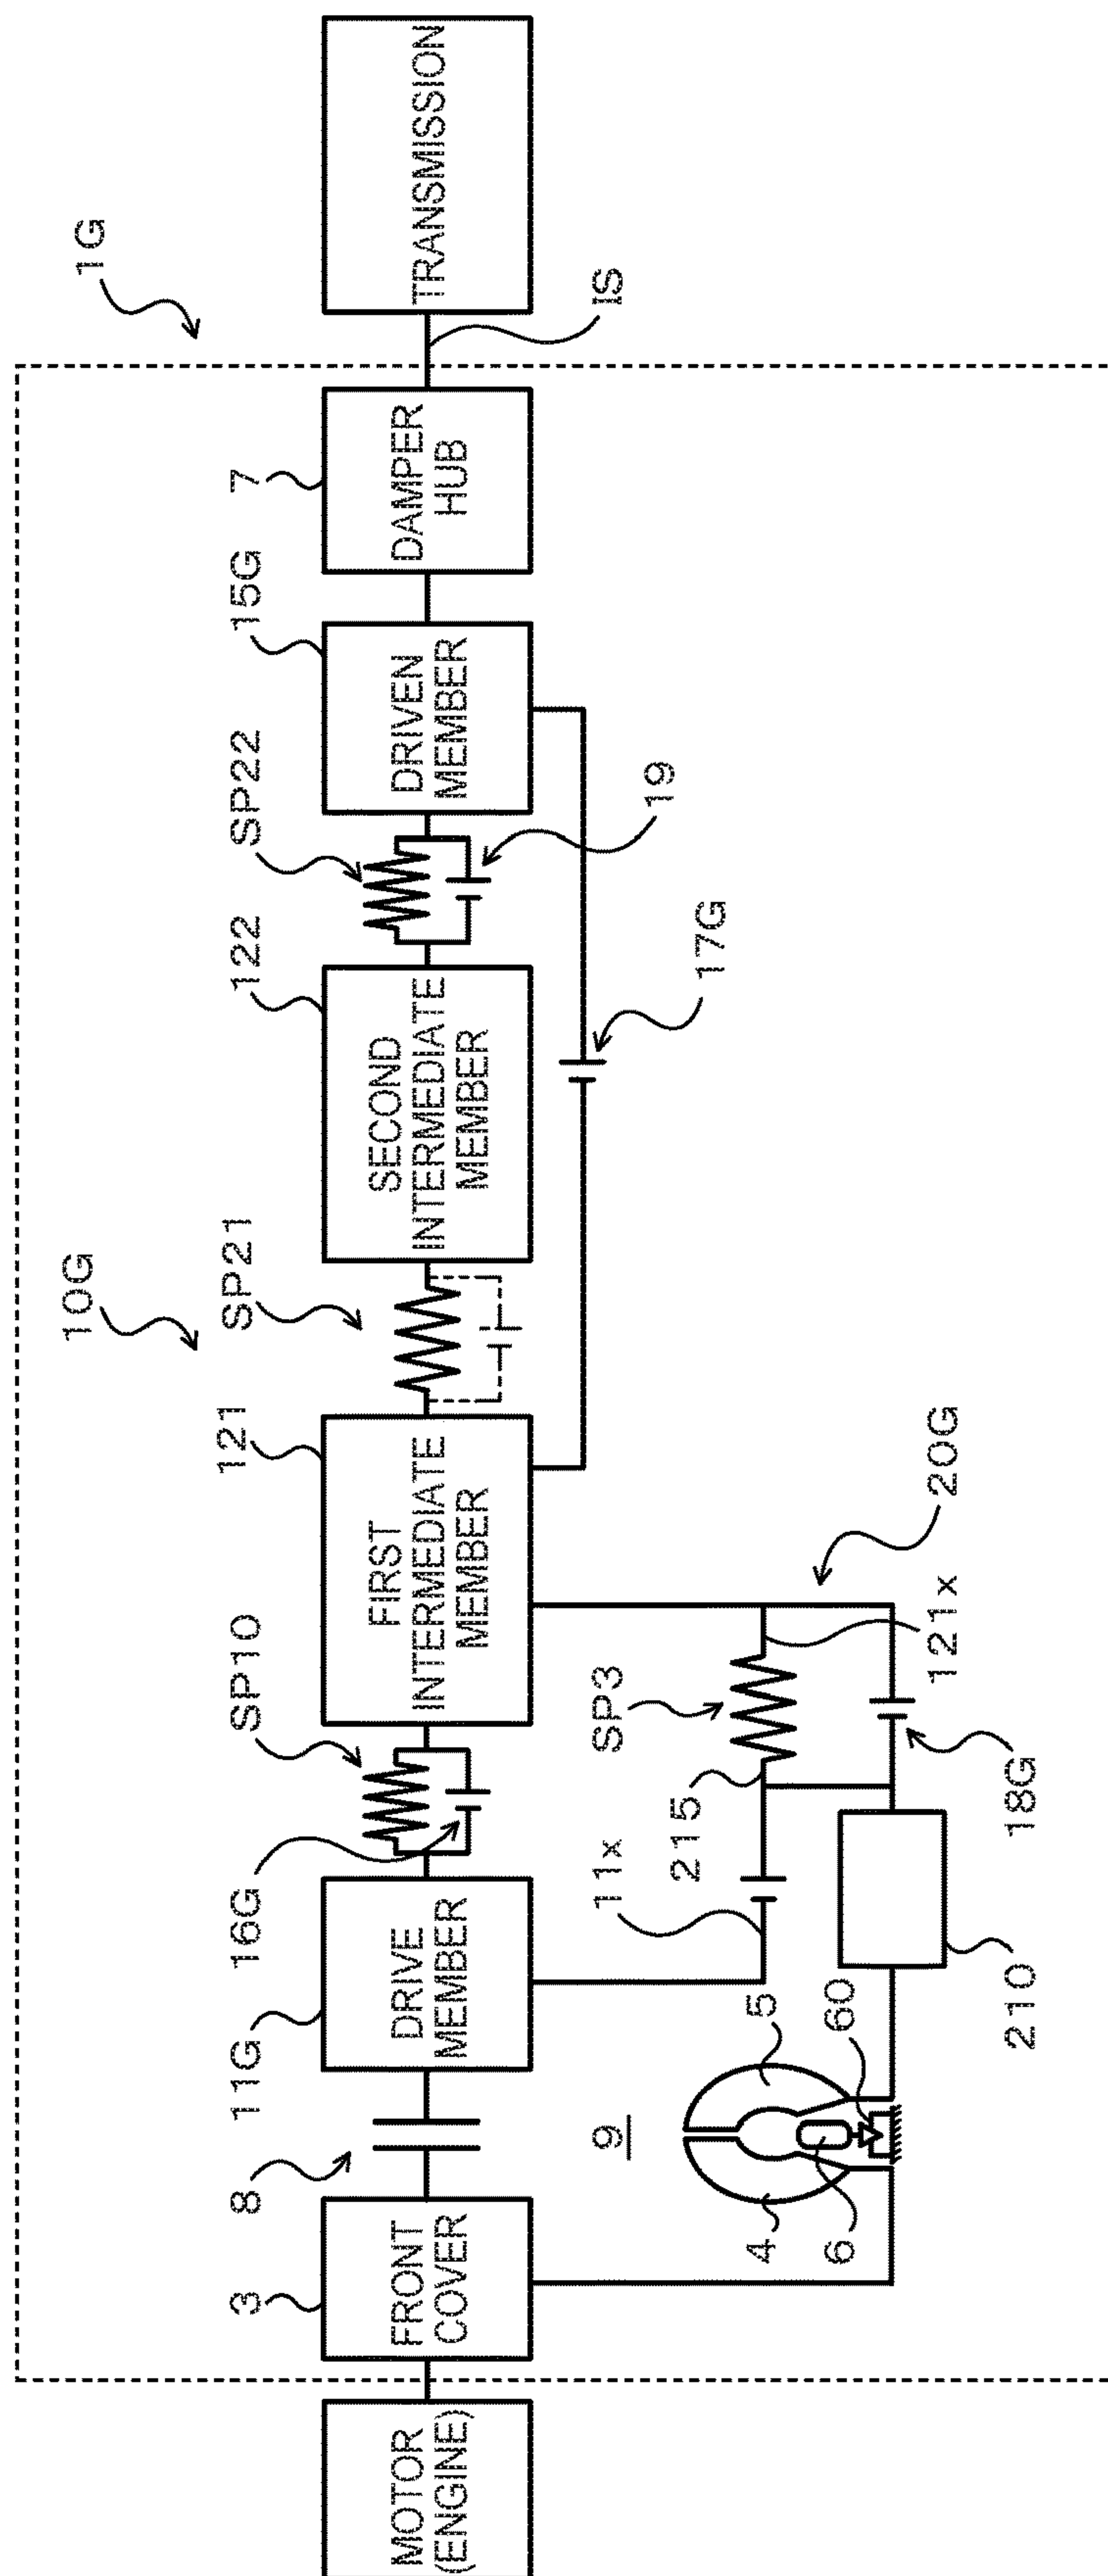 1G
10G
3
8
11G
16G
SP10
121
SP21
122
SP22
15G
7
MOTOR
(ENGINE)
FRONT
COVER
DRIVE
MEMBER
FIRST
INTERMEDIATE
MEMBER
SECOND
INTERMEDIATE
MEMBER
DRIVEN
MEMBER
DAMPER
HUB
TRANSMISSION
IS
19
17G
9
11x
SP3
215
20G
121x
4
5
6
60
210
18G